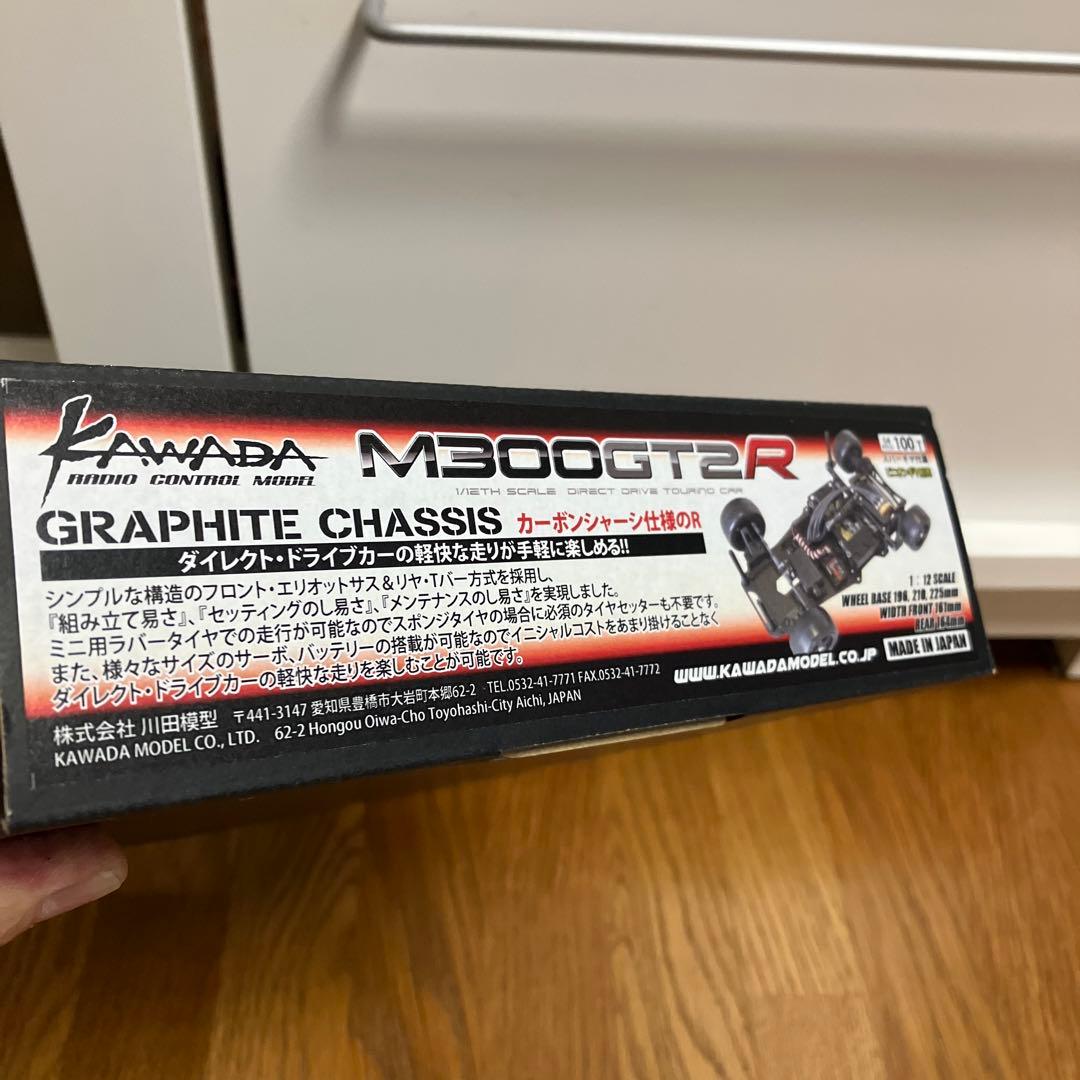 KAWADA
RADIO CONTROL MODEL
M300GT2R
1/12TH SCALE DIRECT DRIVE TOURING CAR
100T
GRAPHITE CHASSIS カーボンシャーシ仕様のR
ダイレクト・ドライブカーの軽快な走りが手軽に楽しめる!!
シンプルな構造のフロント・エリオットサス&リヤ・Tバー方式を採用し、
『組み立て易さ』、『セッティングのし易さ』、『メンテナンスのし易さ』を実現しました。
ミニ用ラバータイヤでの走行が可能なのでスポンジタイヤの場合に必須のタイヤセッターも不要です。
また、様々なサイズのサーボ、バッテリーの搭載が可能なのでイニシャルコストをあまり掛けることなく
ダイレクト・ドライブカーの軽快な走りを楽しむことが可能です。
1:12 SCALE
WHEEL BASE 196, 210, 225mm
WIDTH FRONT 161mm
REAR 164mm
MADE IN JAPAN
WWW.KAWADAMODEL.CO.JP
株式会社 川田模型 〒441-3147 愛知県豊橋市大岩町本郷62-2 TEL.0532-41-7771 FAX.0532-41-7772
KAWADA MODEL CO., LTD. 62-2 Hongou Oiwa-Cho Toyohashi-City Aichi, JAPAN